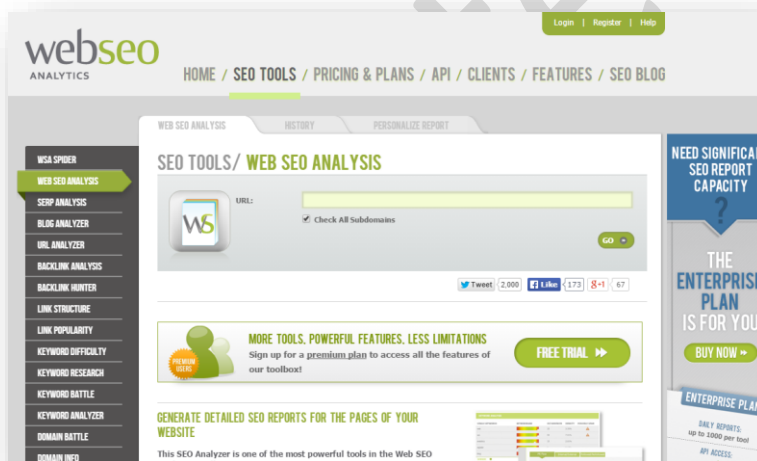 Login | Register | Help
webseo
ANALYTICS
HOME / SEO TOOLS / PRICING & PLANS / API / CLIENTS / FEATURES / SEO BLOG
WEB SEO ANALYSIS HISTORY PERSONALIZE REPORT
WSA SPIDER
WEB SEO ANALYSIS
SERP ANALYSIS
BLOG ANALYZER
URL ANALYZER
BACKLINK ANALYSIS
BACKLINK HUNTER
LINK STRUCTURE
LINK POPULARITY
KEYWORD DIFFICULTY
KEYWORD RESEARCH
KEYWORD BATTLE
KEYWORD ANALYZER
DOMAIN BATTLE
DOMAIN INFO
SEO TOOLS/ WEB SEO ANALYSIS
WS
URL:
Check All Subdomains
GO
Tweet 2,000 Like 173 g+1 67
PREMIUM
USERS
MORE TOOLS, POWERFUL FEATURES, LESS LIMITATIONS
Sign up for a premium plan to access all the features of
our toolbox!
FREE TRIAL
GENERATE DETAILED SEO REPORTS FOR THE PAGES OF YOUR
WEBSITE
This SEO Analyzer is one of the most powerful tools in the Web SEO
NEED SIGNIFICA
SEO REPORT
CAPACITY
?
THE
ENTERPRIS
PLAN
IS FOR YOU
BUY NOW
ENTERPRISE PLA
DAILY REPORTS:
up to 1000 per tool
API ACCESS: